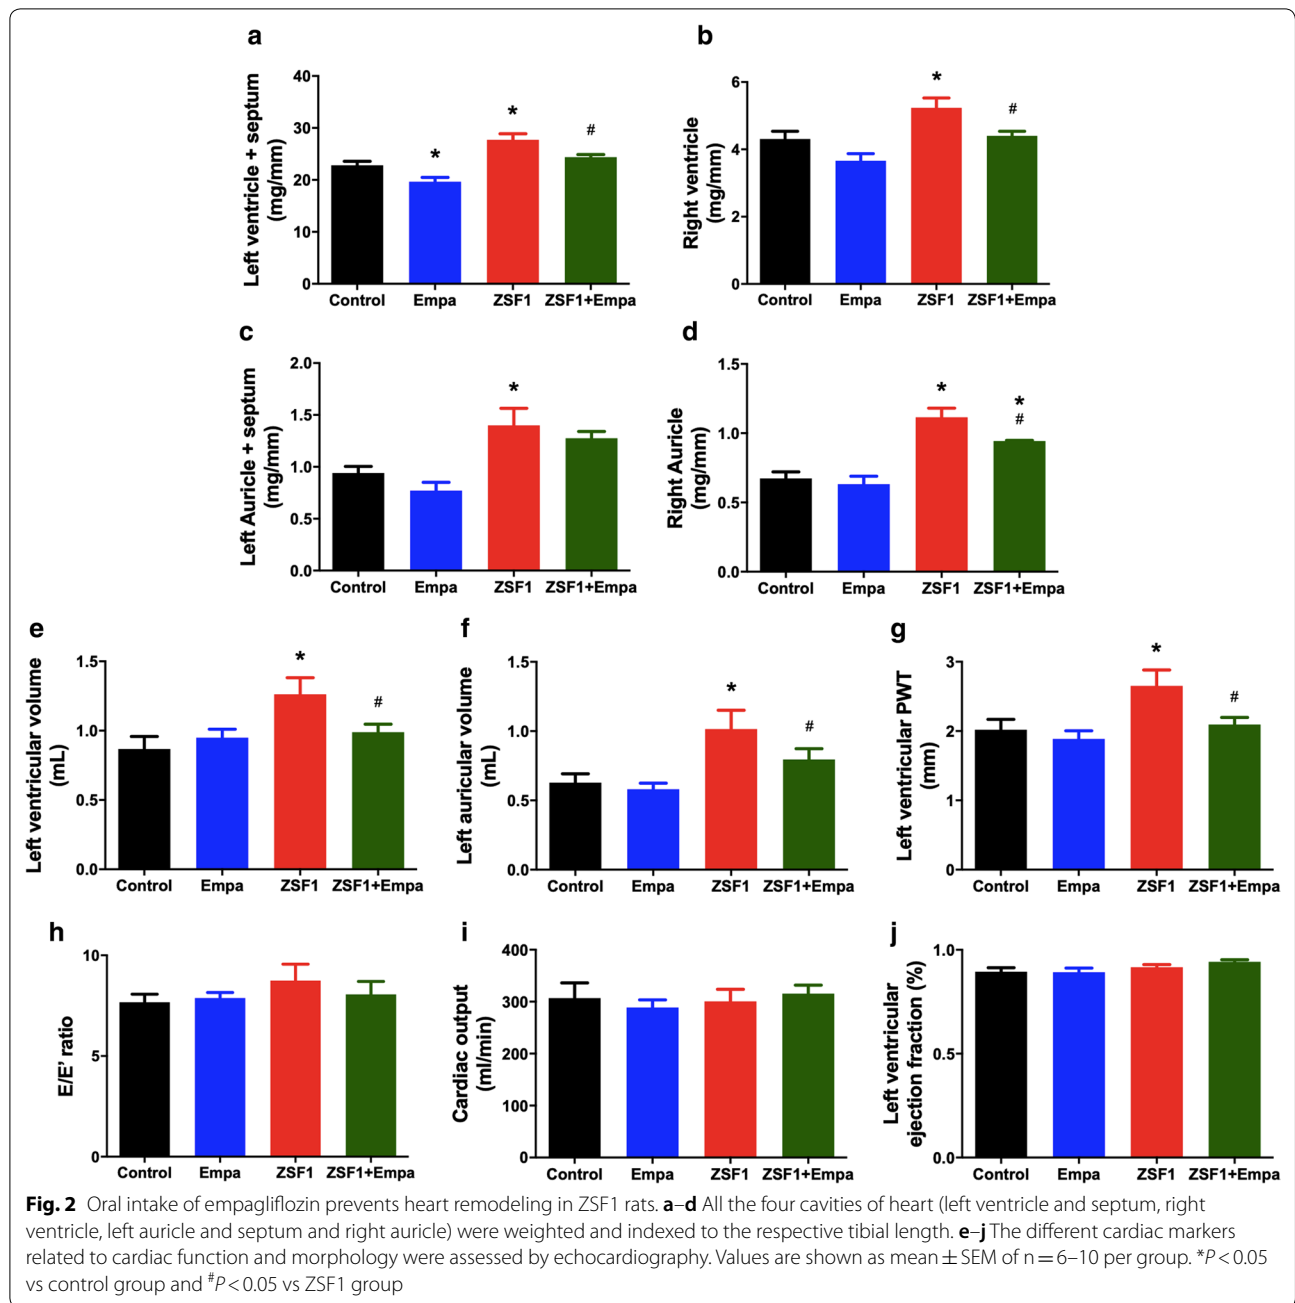 a
Left ventricle + septum
(mg/mm)
40
30
20
10
0
*
*
#
Control Empa ZSF1 ZSF1+Empa
b
Right ventricle
(mg/mm)
6
4
2
0
*
#
Control Empa ZSF1 ZSF1+Empa
c
Left Auricle + septum
(mg/mm)
2.0
1.5
1.0
0.5
0.0
*
Control Empa ZSF1 ZSF1+Empa
d
Right Auricle
(mg/mm)
1.5
1.0
0.5
0.0
*
*
#
Control Empa ZSF1 ZSF1+Empa
e
Left ventricular volume
(mL)
1.5
1.0
0.5
0.0
*
#
Control Empa ZSF1 ZSF1+Empa
f
Left auricular volume
(mL)
1.5
1.0
0.5
0.0
*
#
Control Empa ZSF1 ZSF1+Empa
g
Left ventricular PWT
(mm)
3
2
1
0
*
#
Control Empa ZSF1 ZSF1+Empa
h
E/E' ratio
10
5
0
Control Empa ZSF1 ZSF1+Empa
i
Cardiac output
(ml/min)
400
300
200
100
0
Control Empa ZSF1 ZSF1+Empa
j
Left ventricular
ejection fraction (%)
1.0
0.5
0.0
Control Empa ZSF1 ZSF1+Empa
Fig. 2 Oral intake of empagliflozin prevents heart remodeling in ZSF1 rats. a–d All the four cavities of heart (left ventricle and septum, right
ventricle, left auricle and septum and right auricle) were weighted and indexed to the respective tibial length. e–j The different cardiac markers
related to cardiac function and morphology were assessed by echocardiography. Values are shown as mean ± SEM of n = 6–10 per group. *P < 0.05
vs control group and #P < 0.05 vs ZSF1 group